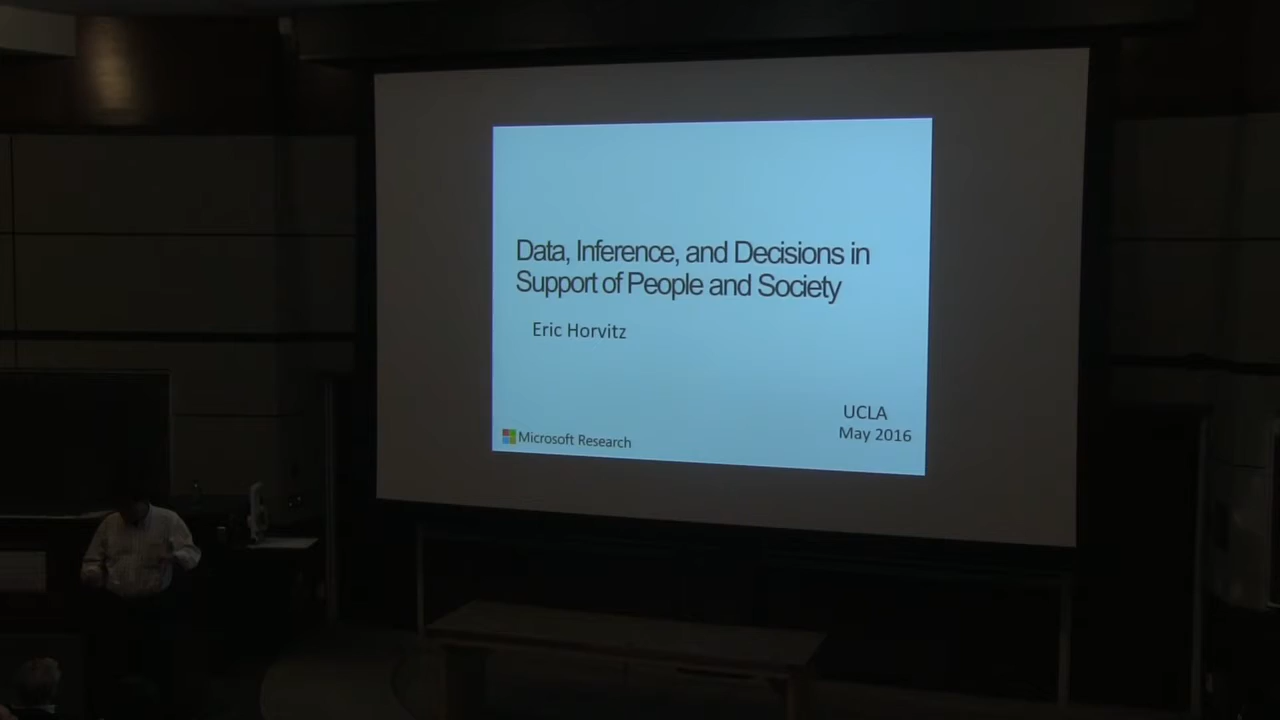 Data, Inference, and Decisions in
Support of People and Society
Eric Horvitz
UCLA
May 2016
Microsoft Research